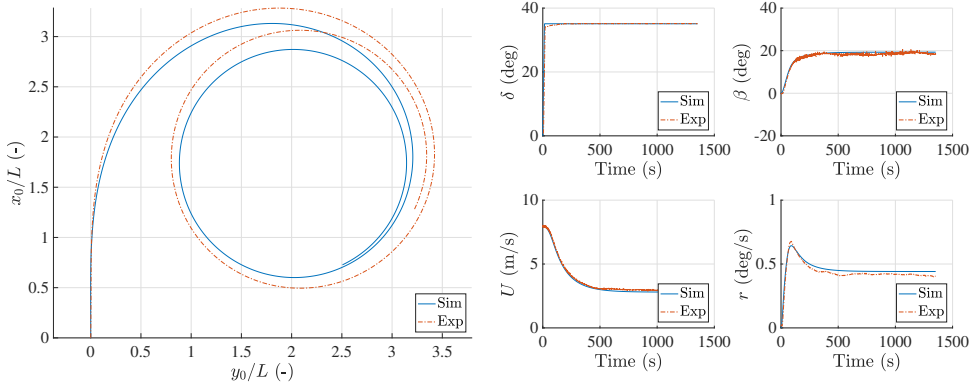 3
2.5
2
1.5
1
0.5
0
x₀/L (-)
0
0.5
1
1.5
2
2.5
3
3.5
y₀/L (-)
Sim
Exp
40
20
0
δ (deg)
0
500
1000
1500
Time (s)
Sim
Exp
40
20
0
-20
β (deg)
0
500
1000
1500
Time (s)
Sim
Exp
10
5
0
U (m/s)
0
500
1000
1500
Time (s)
Sim
Exp
1
0.5
0
r (deg/s)
0
500
1000
1500
Time (s)
Sim
Exp